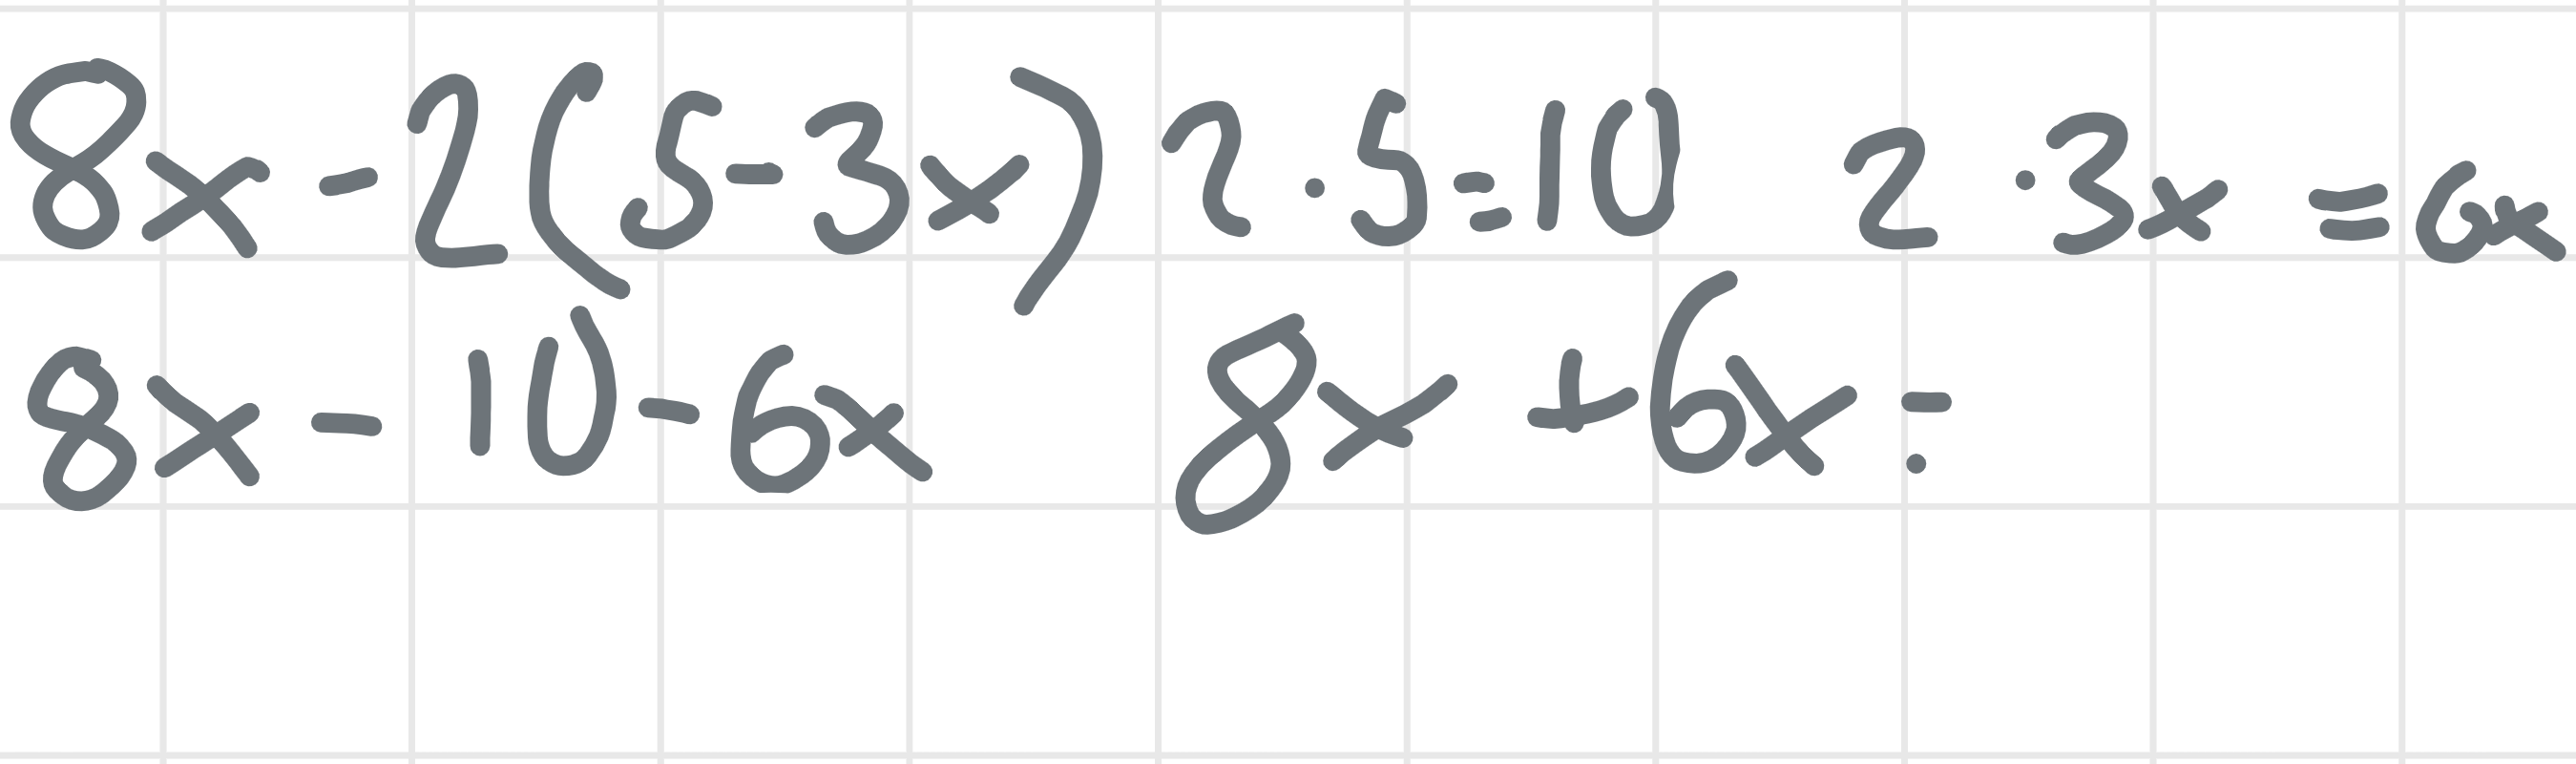 8x - 2(5-3x) 2 · 5 = 10 2 · 3x = 6x
8x - 10 - 6x 8x + 6x =